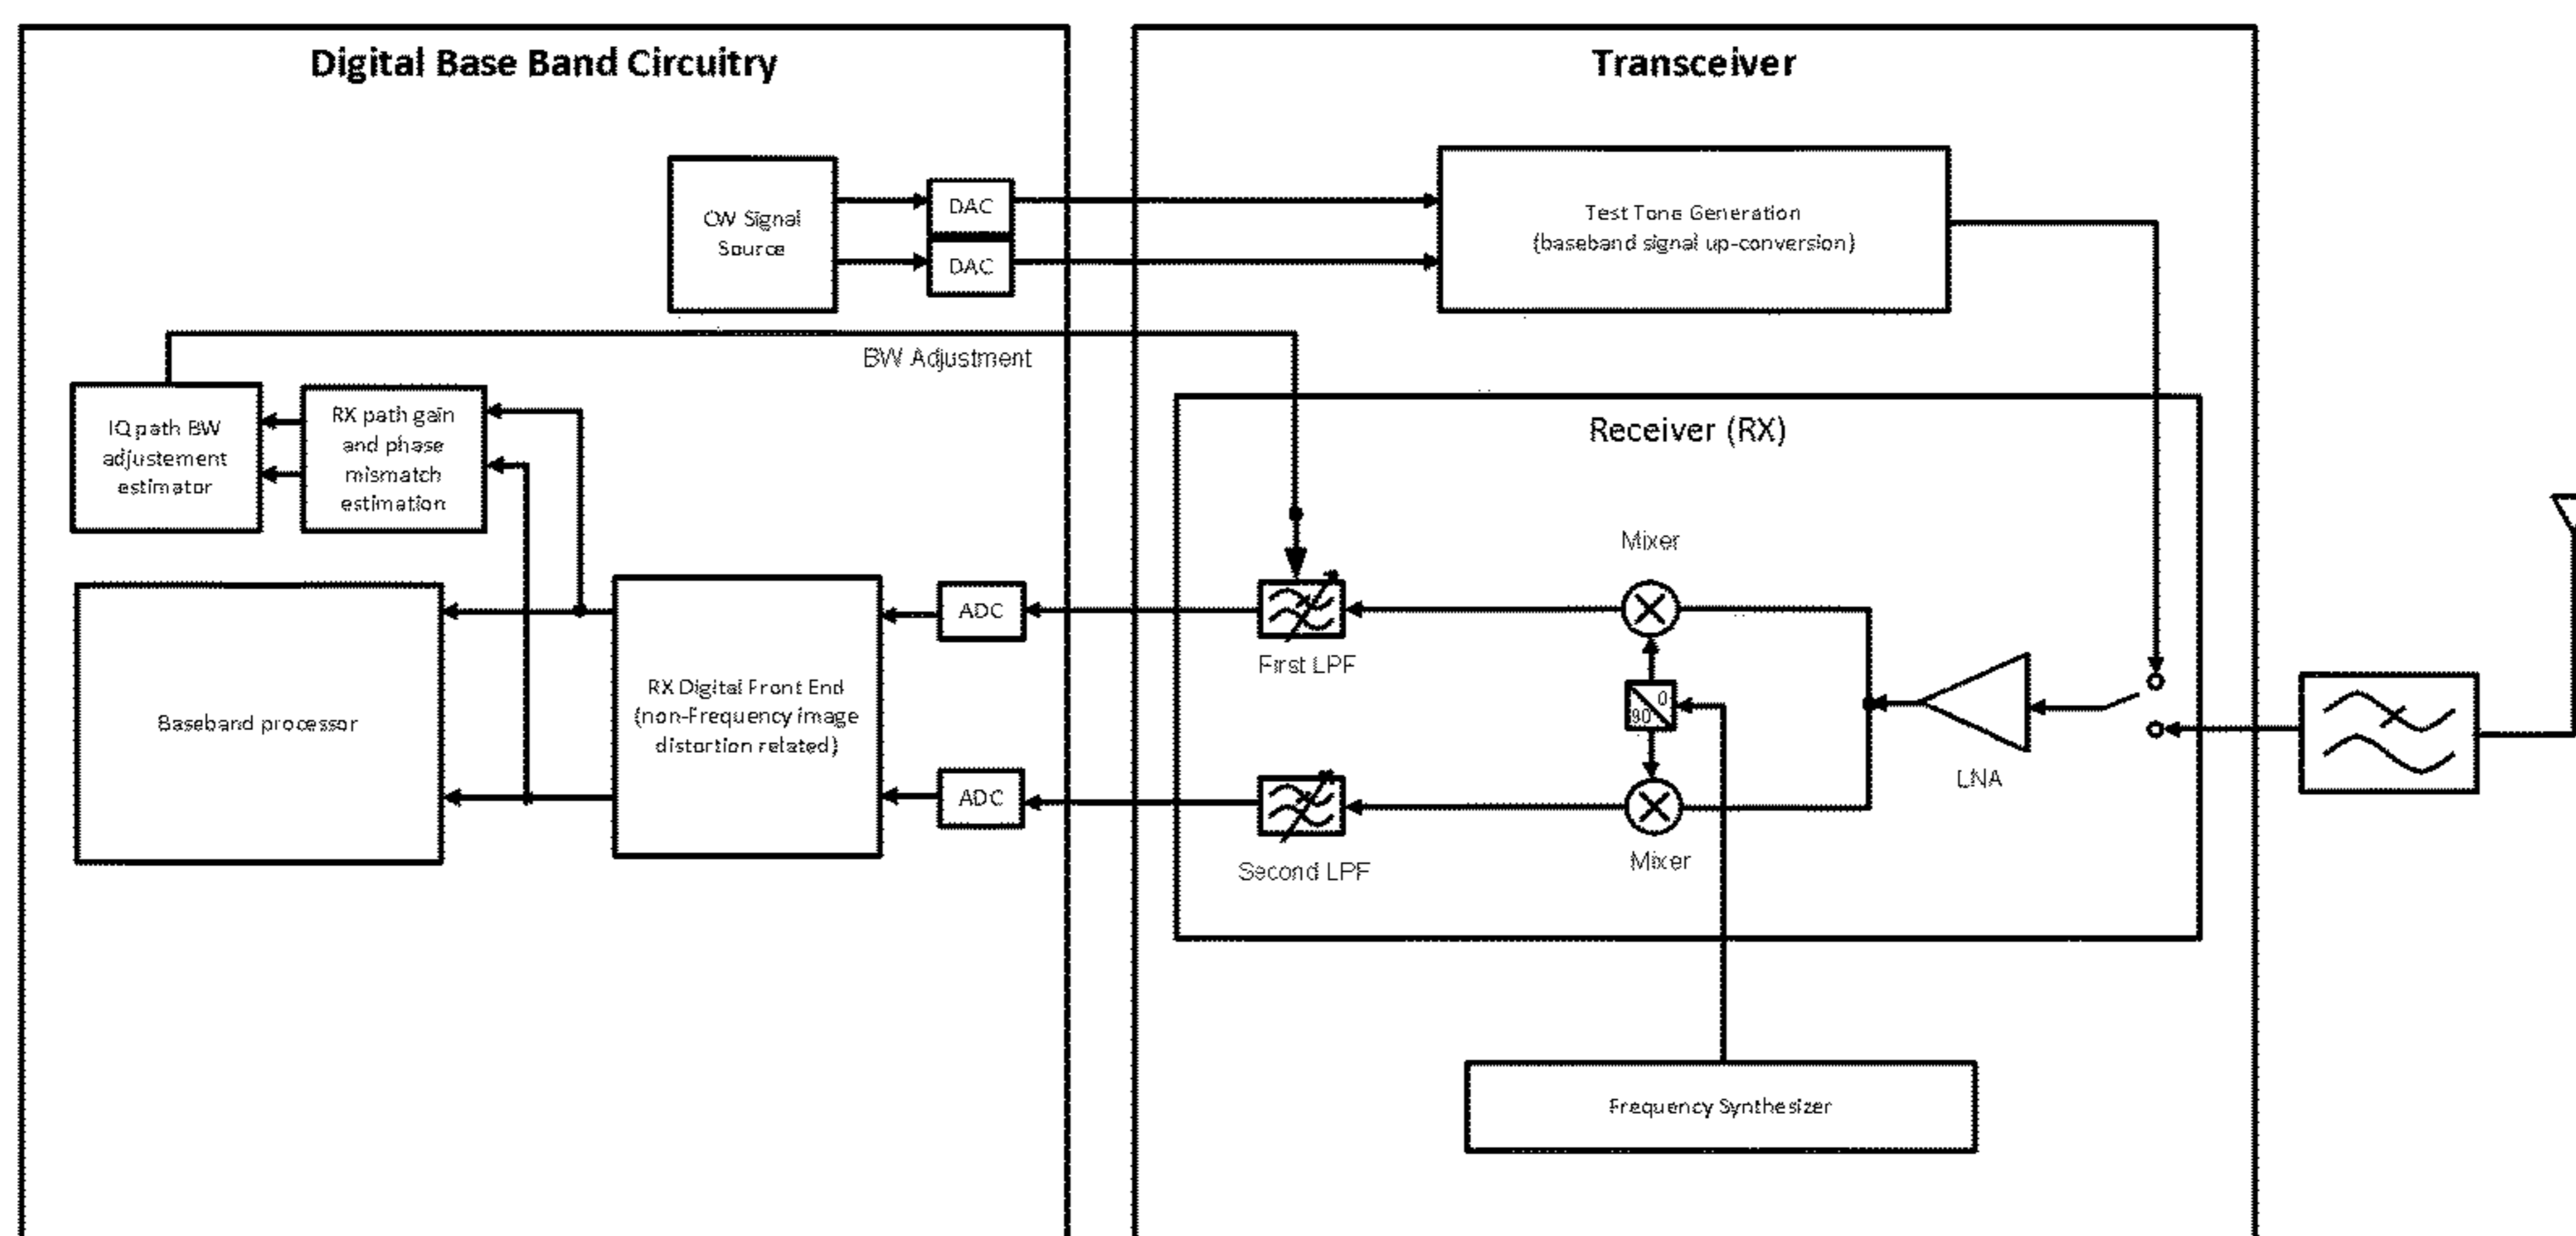 Digital Base Band Circuitry
Transceiver
CW Signal
Source
DAC
DAC
Test Tone Generation
(baseband signal up-conversion)
BW Adjustment
IQ path BW
adjustement
estimator
RX path gain
and phase
mismatch
estimation
Receiver (RX)
Mixer
ADC
First LPF
RX Digital Front End
(non-Frequency image
distortion related)
Baseband processor
0
90
LNA
ADC
Second LPF
Mixer
Frequency Synthesizer